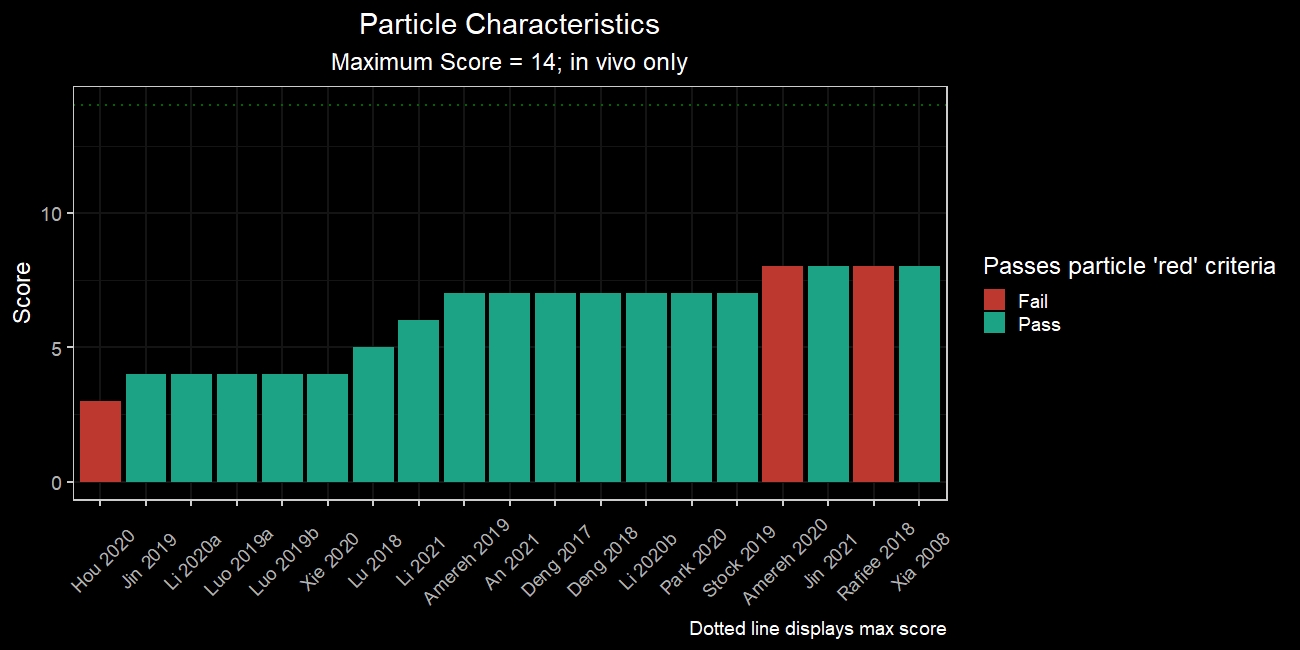 Particle Characteristics
Maximum Score = 14; in vivo only
Score
10
5
0
Hou 2020
Jin 2019
Li 2020a
Luo 2019a
Luo 2019b
Xie 2020
Lu 2018
Li 2021
Amereh 2019
An 2021
Deng 2017
Deng 2018
Li 2020b
Park 2020
Stock 2019
Amereh 2020
Jin 2021
Rafiee 2018
Xia 2008
Passes particle 'red' criteria
Fail
Pass
Dotted line displays max score